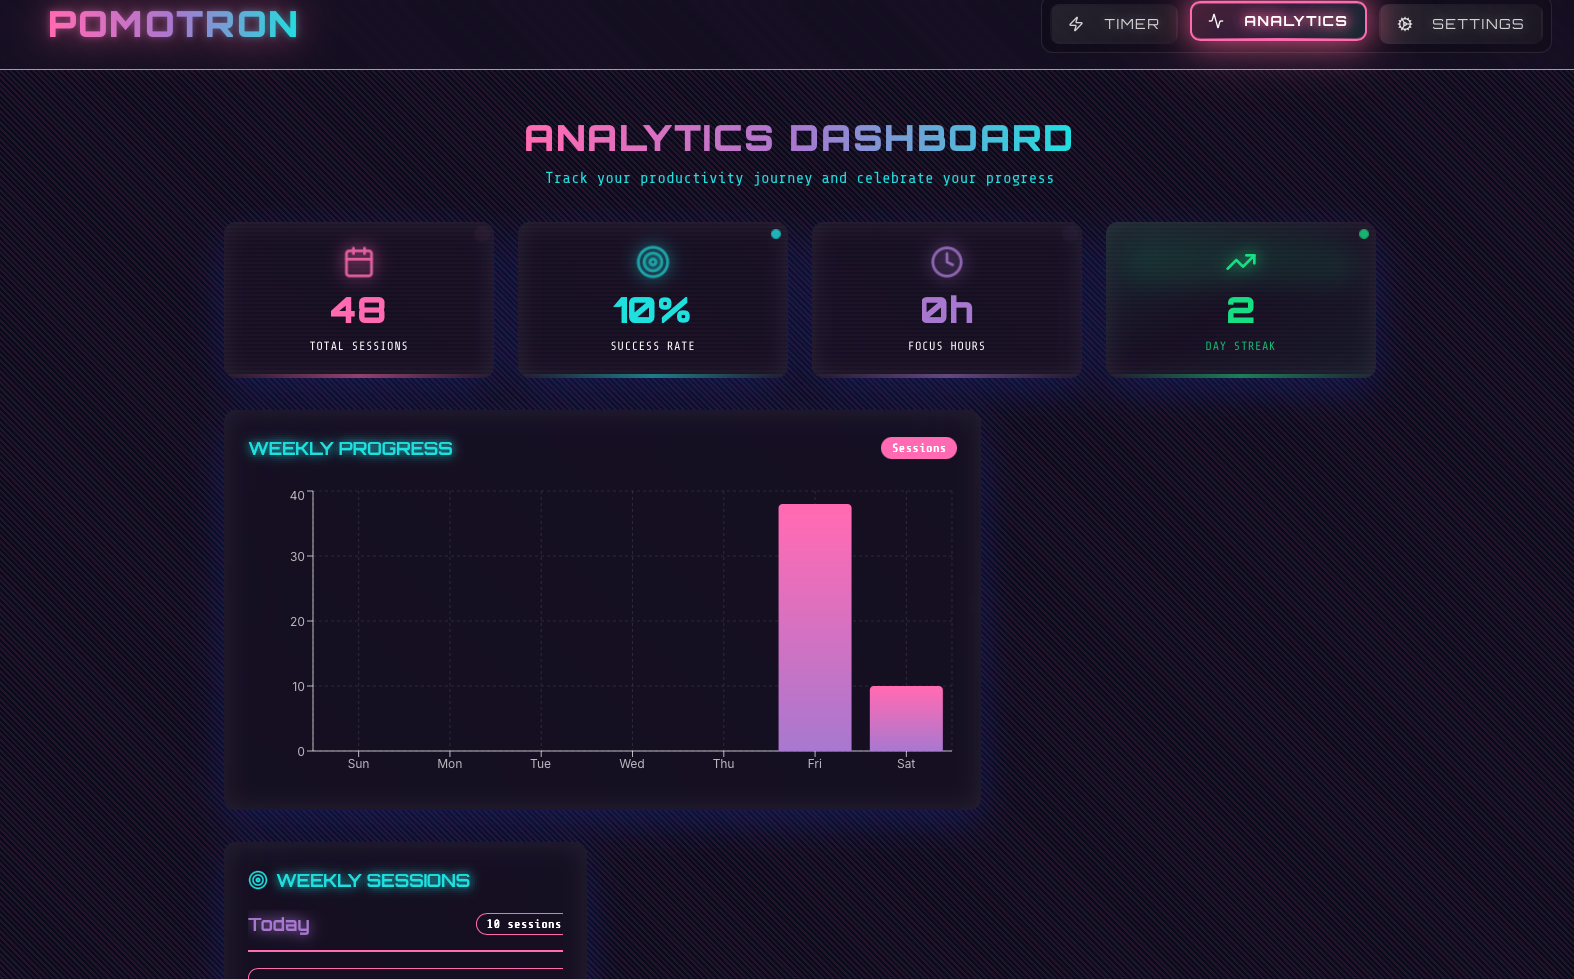 POMOTRON
TIMER
ANALYTICS
SETTINGS
ANALYTICS DASHBOARD
Track your productivity journey and celebrate your progress
48
TOTAL SESSIONS
10%
SUCCESS RATE
0h
FOCUS HOURS
2
DAY STREAK
WEEKLY PROGRESS
Sessions
40
30
20
10
0
Sun Mon Tue Wed Thu Fri Sat
WEEKLY SESSIONS
Today
10 sessions